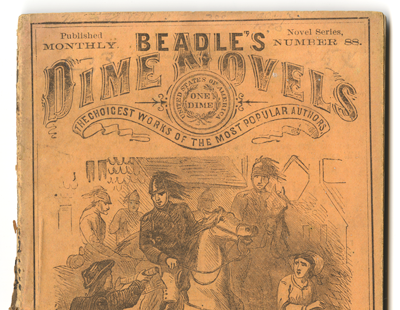 Published
MONTHLY.
BEADLE'S
Novel Series,
NUMBER 88.
DIME NOVELS
UNITED STATES OF AMERICA
ONE
DIME
THE CHOICEST WORKS OF THE MOST POPULAR AUTHORS.